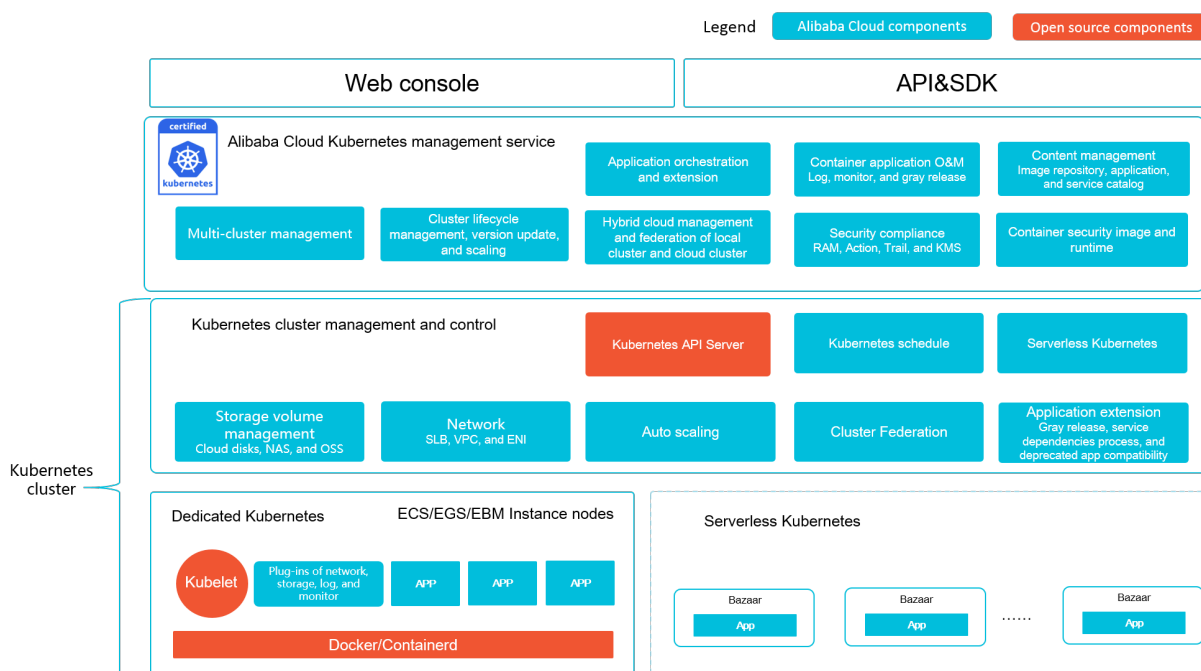 Legend
Alibaba Cloud components
Open source components
Web console
API&SDK
certified
kubernetes
Alibaba Cloud Kubernetes management service
Application orchestration
and extension
Container application O&M
Log, monitor, and gray release
Content management
Image repository, application,
and service catalog
Multi-cluster management
Cluster lifecycle
management, version update,
and scaling
Hybrid cloud management
and federation of local
cluster and cloud cluster
Security compliance
RAM, Action, Trail, and KMS
Container security image and
runtime
Kubernetes cluster management and control
Kubernetes API Server
Kubernetes schedule
Serverless Kubernetes
Storage volume
management
Cloud disks, NAS, and OSS
Network
SLB, VPC, and ENI
Auto scaling
Cluster Federation
Application extension
Gray release, service
dependencies process, and
deprecated app compatibility
Kubernetes
cluster
Dedicated Kubernetes
ECS/EGS/EBM Instance nodes
Kubelet
Plug-ins of network,
storage, log, and
monitor
APP
APP
APP
Docker/Containerd
Serverless Kubernetes
Bazaar
App
Bazaar
App
......
Bazaar
App